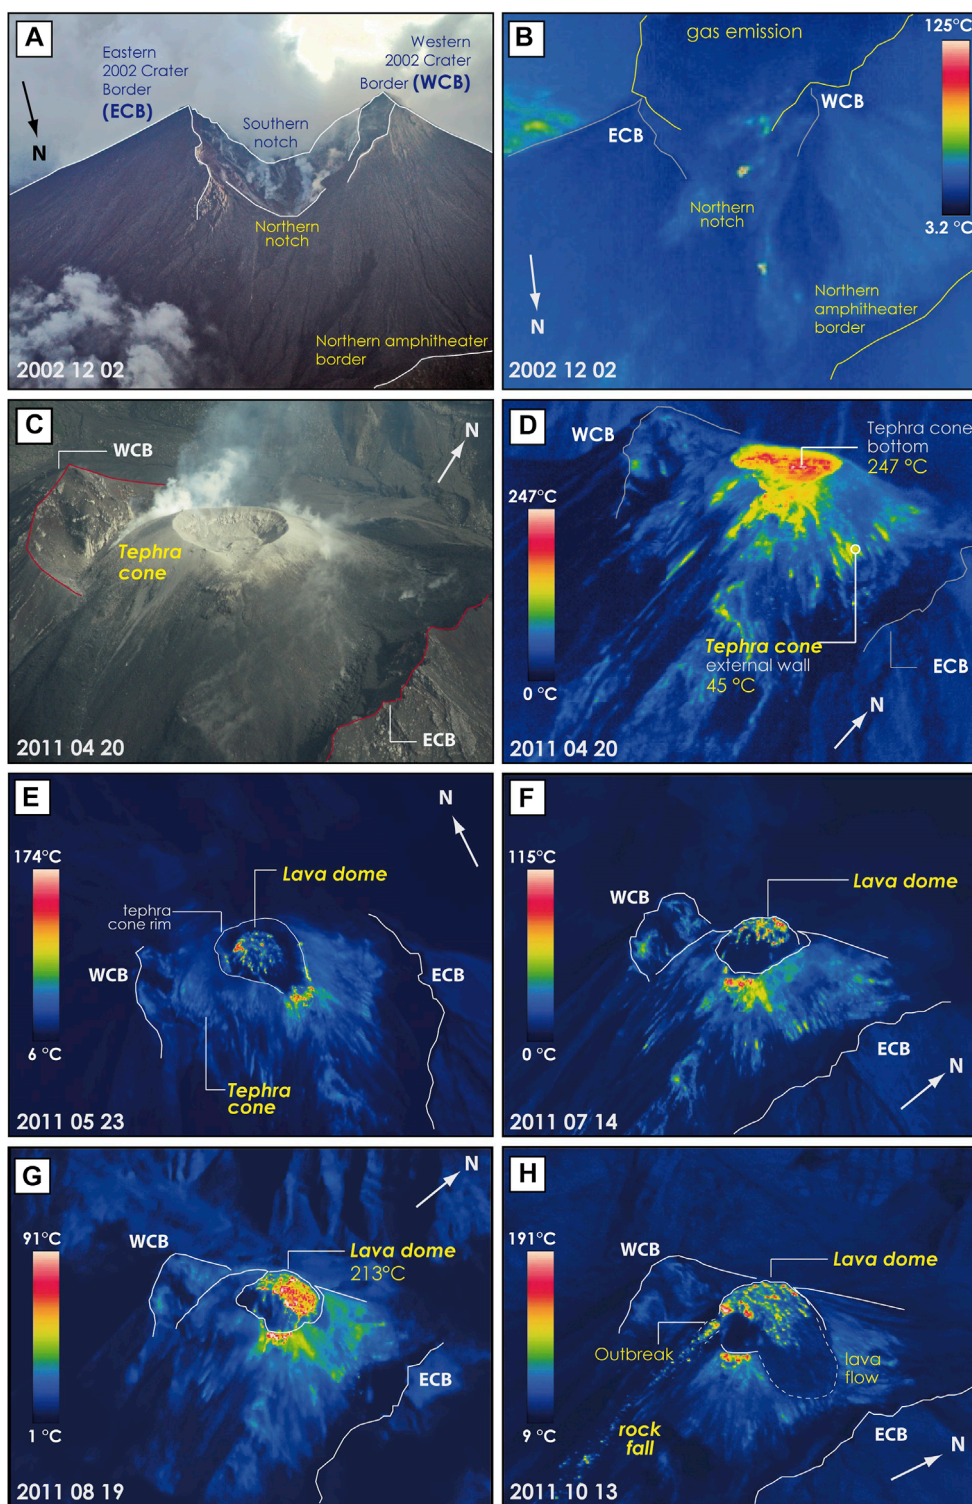 A
Eastern
2002 Crater
Border
(ECB)
Western
2002 Crater
Border (WCB)
Southern
notch
N
Northern
notch
Northern amphitheater
border
2002 12 02
B
gas emission
125°C
WCB
ECB
Northern
notch
3.2 °C
Northern
amphitheater
border
N
2002 12 02
C
WCB
N
Tephra
cone
ECB
2011 04 20
D
WCB
Tephra cone
bottom
247 °C
247°C
Tephra cone
external wall
45 °C
0 °C
ECB
N
2011 04 20
E
N
174°C
Lava dome
tephra
cone rim
WCB
ECB
6 °C
Tephra
cone
2011 05 23
F
115°C
Lava dome
WCB
0 °C
ECB
N
2011 07 14
G
N
91°C
WCB
Lava dome
213°C
ECB
1 °C
2011 08 19
H
191°C
WCB
Lava dome
Outbreak
lava
flow
rock
fall
9 °C
ECB
N
2011 10 13